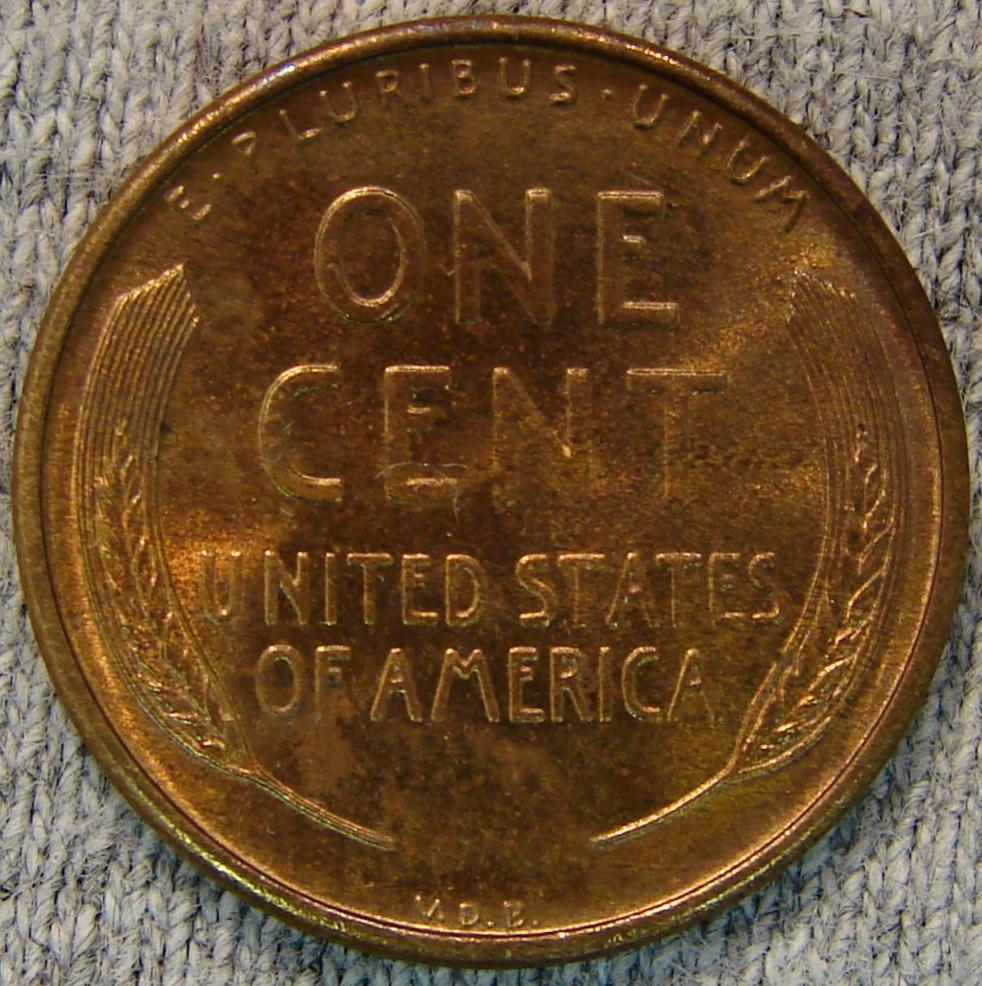 E · PLURIBUS · UNUM
ONE
CENT
UNITED STATES
OF AMERICA
V.D.B.